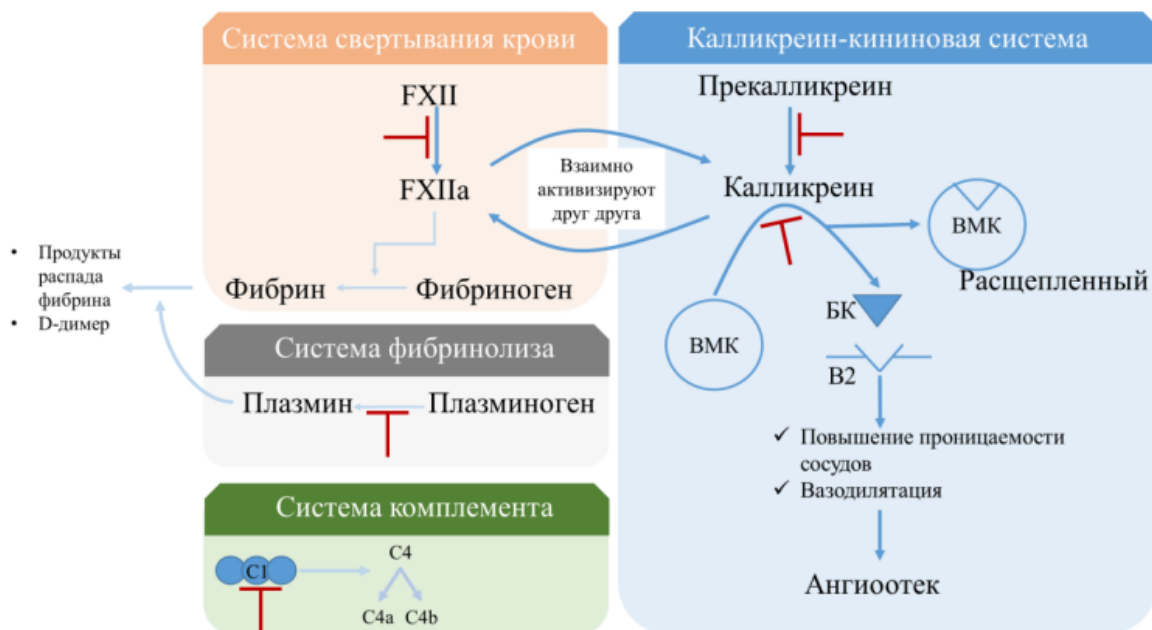 Система свертывания крови
FXII
FXIIa
Фибрин
Фибриноген
Взаимно
активизируют
друг друга
• Продукты
распада
фибрина
• D-димер
Система фибринолиза
Плазмин
Плазминоген
Система комплемента
C1
C4
C4a C4b
Калликреин-кининовая система
Прекалликреин
Калликреин
ВМК
Расщепленный
ВМК
БК
B2
✓ Повышение проницаемости
сосудов
✓ Вазодилятация
Ангиоотек